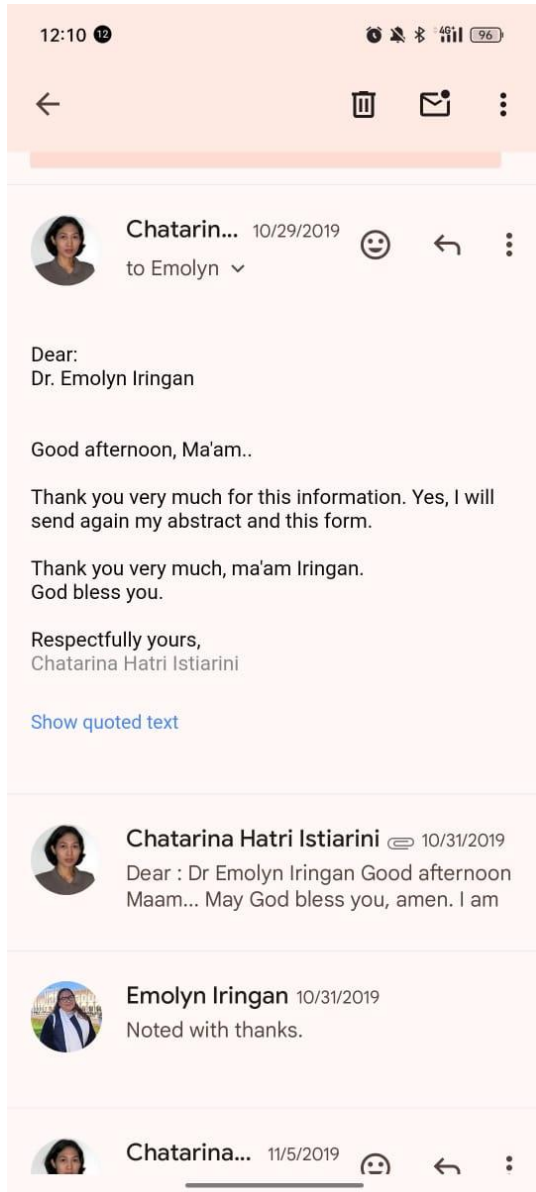 12:10 12 4G 96
Chatarin... 10/29/2019
to Emolyn
Dear:
Dr. Emolyn Iringan
Good afternoon, Ma'am..
Thank you very much for this information. Yes, I will
send again my abstract and this form.
Thank you very much, ma'am Iringan.
God bless you.
Respectfully yours,
Chatarina Hatri Istiarini
Show quoted text
Chatarina Hatri Istiarini 10/31/2019
Dear : Dr Emolyn Iringan Good afternoon
Maam... May God bless you, amen. I am
Emolyn Iringan 10/31/2019
Noted with thanks.
Chatarina... 11/5/2019